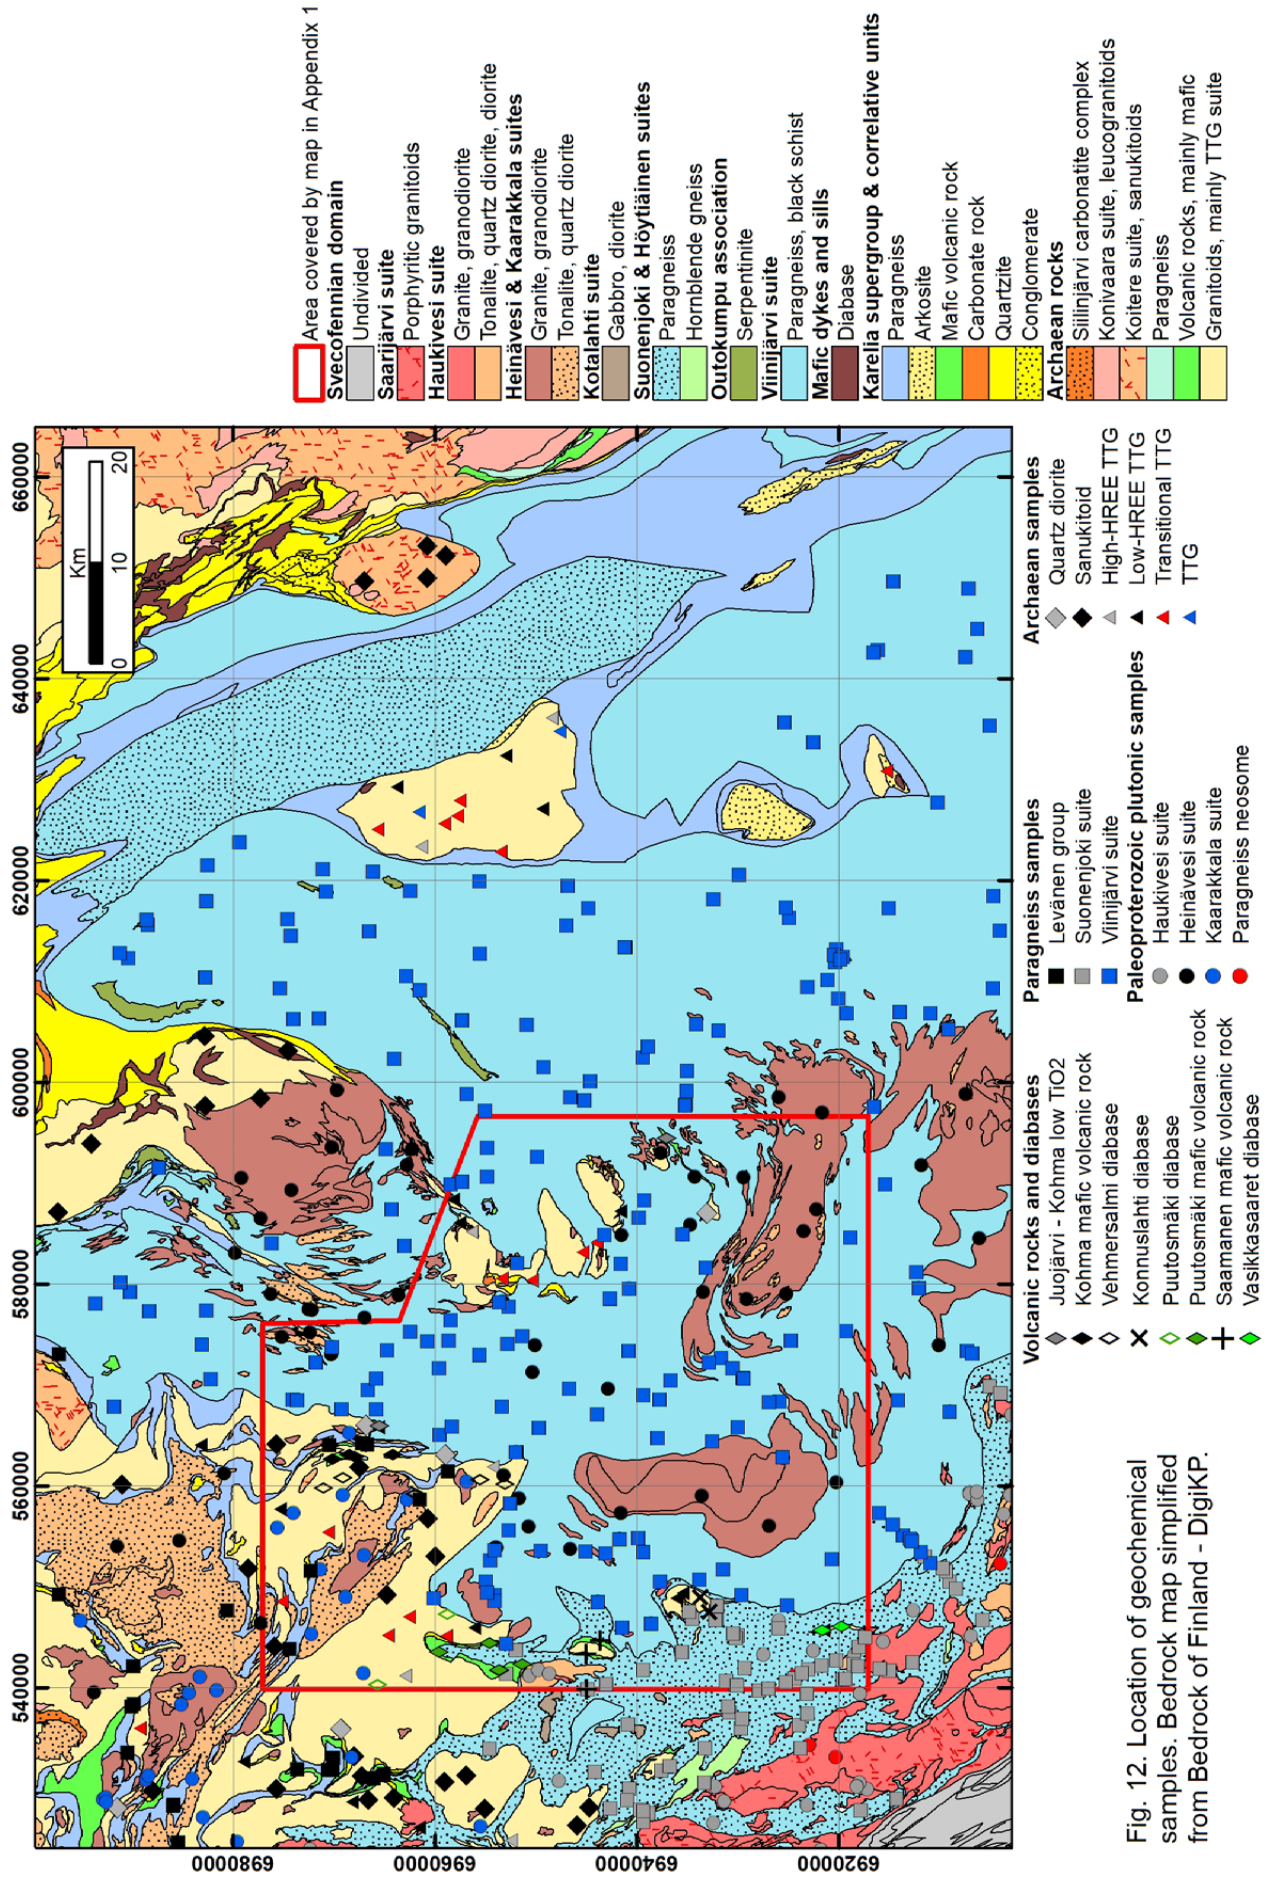 540000
560000
580000
600000
620000
640000
660000
6980000
6960000
6940000
6920000
Km
0
10
20
Area covered by map in Appendix 1
Svecofennian domain
Undivided
Saarijärvi suite
Porphyritic granitoids
Haukivesi suite
Granite, granodiorite
Tonalite, quartz diorite, diorite
Heinävesi & Kaarakkala suites
Granite, granodiorite
Tonalite, quartz diorite
Kotalahti suite
Gabbro, diorite
Suonenjoki & Höytiäinen suites
Paragneiss
Hornblende gneiss
Outokumpu association
Serpentinite
Viinijärvi suite
Paragneiss, black schist
Mafic dykes and sills
Diabase
Karelia supergroup & correlative units
Paragneiss
Arkosite
Mafic volcanic rock
Carbonate rock
Quartzite
Conglomerate
Archaean rocks
Siilinjärvi carbonatite complex
Konivaara suite, leucogranitoids
Koitere suite, sanukitoids
Paragneiss
Volcanic rocks, mainly mafic
Granitoids, mainly TTG suite
Volcanic rocks and diabases
Juojärvi - Kohma low TiO2
Kohma mafic volcanic rock
Vehmersalmi diabase
Konnuslahti diabase
Puutosmäki diabase
Puutosmäki mafic volcanic rock
Saamanen mafic volcanic rock
Vasikkasaaret diabase
Paragneiss samples
Levänen group
Suonenjoki suite
Viinijärvi suite
Paleoproterozoic plutonic samples
Haukivesi suite
Heinävesi suite
Kaarakkala suite
Paragneiss neosome
Archaean samples
Quartz diorite
Sanukitoid
High-HREE TTG
Low-HREE TTG
Transitional TTG
TTG
Fig. 12. Location of geochemical
samples. Bedrock map simplified
from Bedrock of Finland - DigiKP.